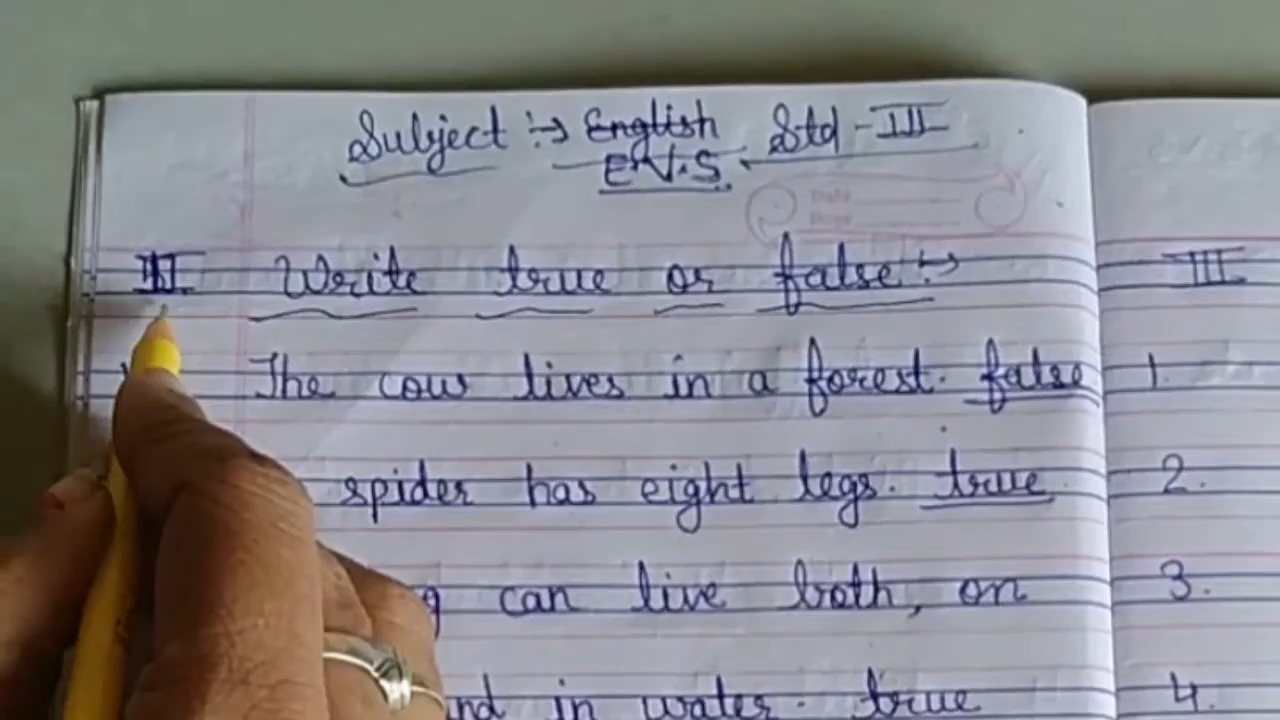 Subject :→ English Std - III
E.V.S.
II. Write true or false :→
The cow lives in a forest. false
spider has eight legs. true
can live both, on
in water. true
III
1.
2.
3.
4.